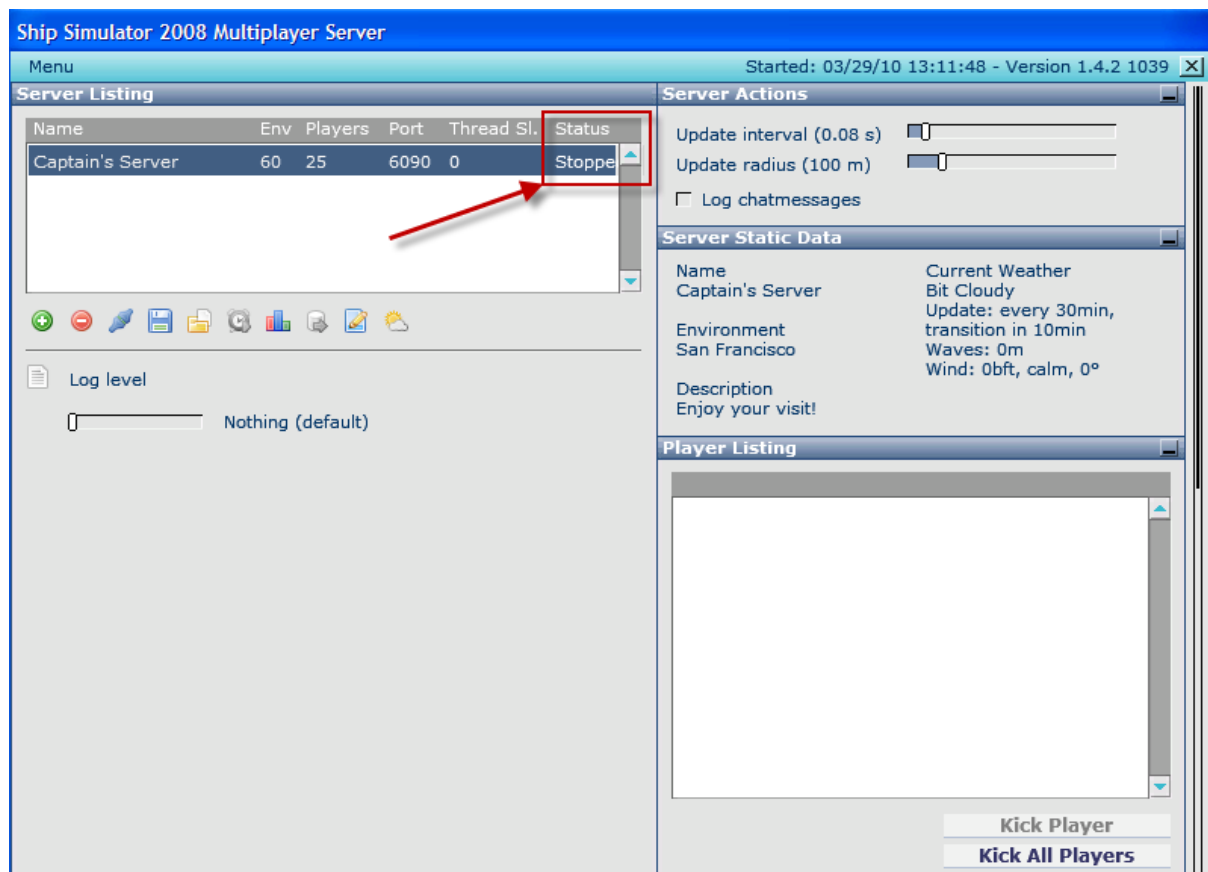 Ship Simulator 2008 Multiplayer Server
Menu
Started: 03/29/10 13:11:48 - Version 1.4.2 1039
Server Listing
Name Env Players Port Thread Sl. Status
Captain's Server 60 25 6090 0 Stoppe
Log level
Nothing (default)
Server Actions
Update interval (0.08 s)
Update radius (100 m)
Log chatmessages
Server Static Data
Name
Captain's Server
Environment
San Francisco
Description
Enjoy your visit!
Current Weather
Bit Cloudy
Update: every 30min,
transition in 10min
Waves: 0m
Wind: 0bft, calm, 0°
Player Listing
Kick Player
Kick All Players